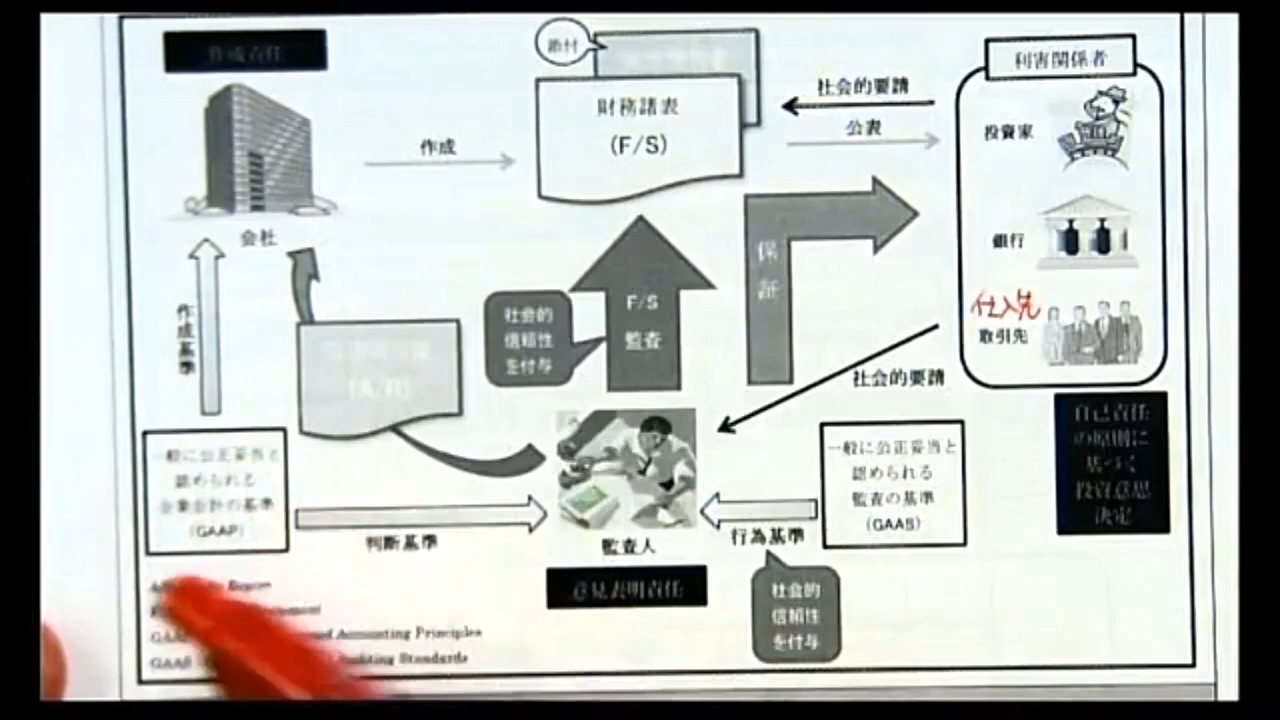 作成責任
添付
財務諸表
(F/S)
作成
社会的要請
公表
利害関係者
投資家
銀行
仕入先
取引先
会社
作成基準
保証
F/S
監査
社会的
信頼性
を付与
社会的要請
一般に公正妥当と
認められる
企業会計の基準
(GAAP)
判断基準
監査人
意見表明責任
行為基準
一般に公正妥当と
認められる
監査の基準
(GAAS)
社会的
信頼性
を付与
自己責任
の原則に
基づく
投資意思
決定
Report
Accounting Principles
GAAS
Auditing Standards